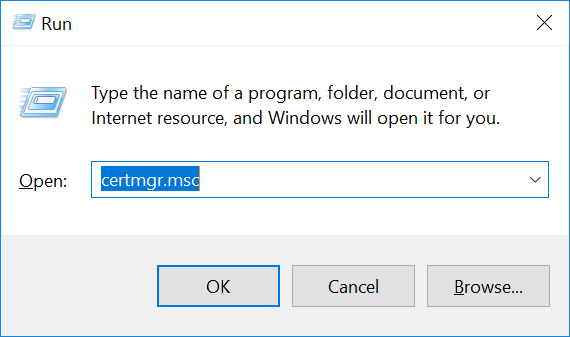 Run
Type the name of a program, folder, document, or
Internet resource, and Windows will open it for you.
Open: certmgr.msc
OK Cancel Browse...